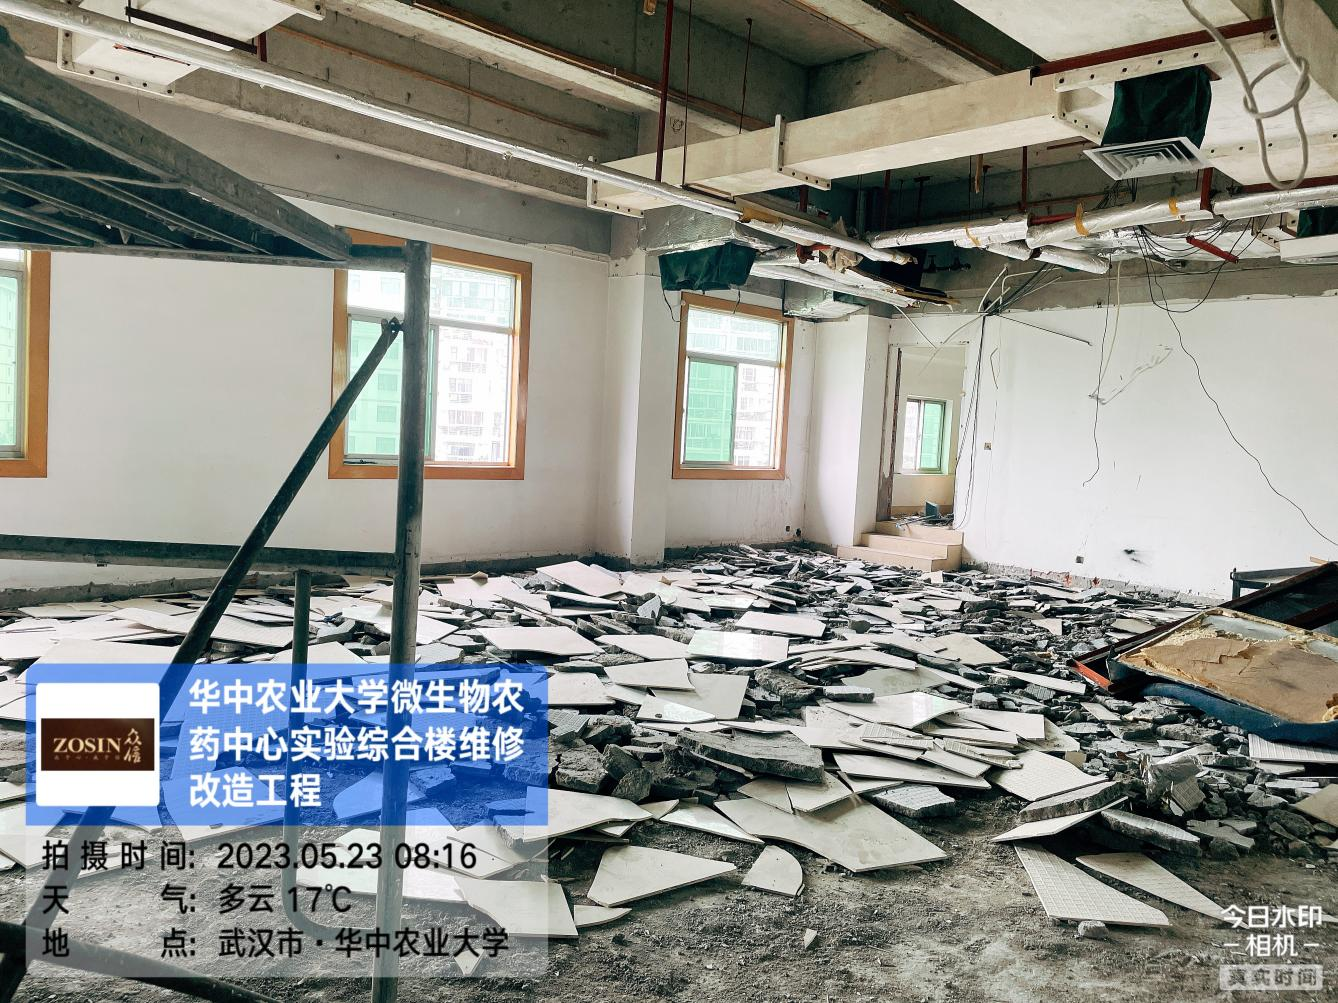 华中农业大学微生物农
药中心实验综合楼维修
改造工程
ZOSIN 众信
拍摄时间: 2023.05.23 08:16
天气: 多云 17℃
地点: 武汉市·华中农业大学
今日水印
相机
真实时间